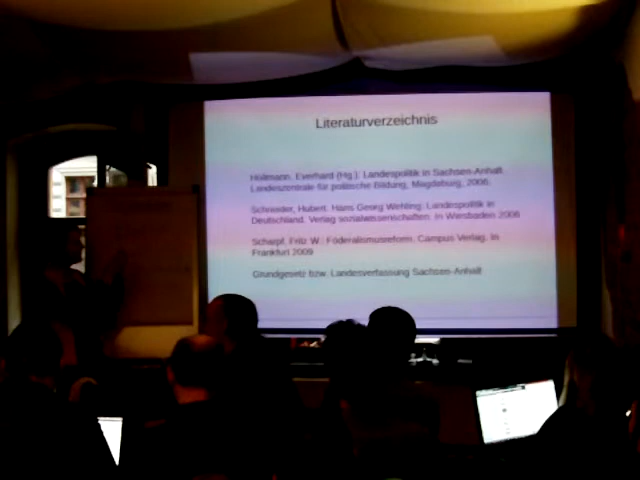 Literaturverzeichnis
Holtmann, Everhard (Hg.): Landespolitik in Sachsen-Anhalt.
Landeszentrale für politische Bildung, Magdeburg, 2006.
Schneider, Hubert. Hans Georg Wehling: Landespolitik in
Deutschland. Verlag sozialwissenschaften. In Wiesbaden 2006
Scharpf, Fritz W.: Föderalismusreform. Campus Verlag. In
Frankfurt 2009
Grundgesetz bzw. Landesverfassung Sachsen-Anhalt